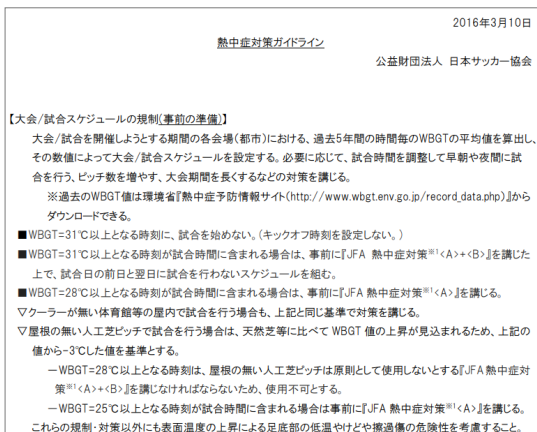 2016年3月10日
熱中症対策ガイドライン
公益財団法人 日本サッカー協会
【大会/試合スケジュールの規制(事前の準備)】
大会/試合を開催しようとする期間の各会場(都市)における、過去5年間の時間毎のWBGTの平均値を算出し、
その数値によって大会/試合スケジュールを設定する。必要に応じて、試合時間を調整して早朝や夜間に試
合を行う、ピッチ数を増やす、大会期間を長くするなどの対策を講じる。
※過去のWBGT値は環境省『熱中症予防情報サイト(http://www.wbgt.env.go.jp/record_data.php)』から
ダウンロードできる。
■WBGT=31℃以上となる時刻に、試合を始めない。(キックオフ時刻を設定しない。)
■WBGT=31℃以上となる時刻が試合時間に含まれる場合は、事前に『JFA 熱中症対策※1<A>+<B>』を講じた
上で、試合日の前日と翌日に試合を行わないスケジュールを組む。
■WBGT=28℃以上となる時刻が試合時間に含まれる場合は、事前に『JFA 熱中症対策※1<A>』を講じる。
▽クーラーが無い体育館等の屋内で試合を行う場合も、上記と同じ基準で対策を講じる。
▽屋根の無い人工芝ピッチで試合を行う場合は、天然芝等に比べて WBGT 値の上昇が見込まれるため、上記の
値から-3℃した値を基準とする。
－WBGT=28℃以上となる時刻は、屋根の無い人工芝ピッチは原則として使用しないとする『JFA熱中症対
策※1<A>+<B>』を講じなければならないため、使用不可とする。
－WBGT=25℃以上となる時刻が試合時間に含まれる場合は事前に『JFA 熱中症対策※1<A>』を講じる。
これらの規制・対策以外にも表面温度の上昇による足底部の低温やけどや擦過傷の危険性を考慮すること。